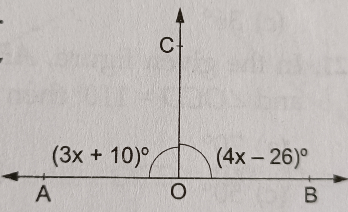 C
(3x + 10)° (4x – 26)°
A O B